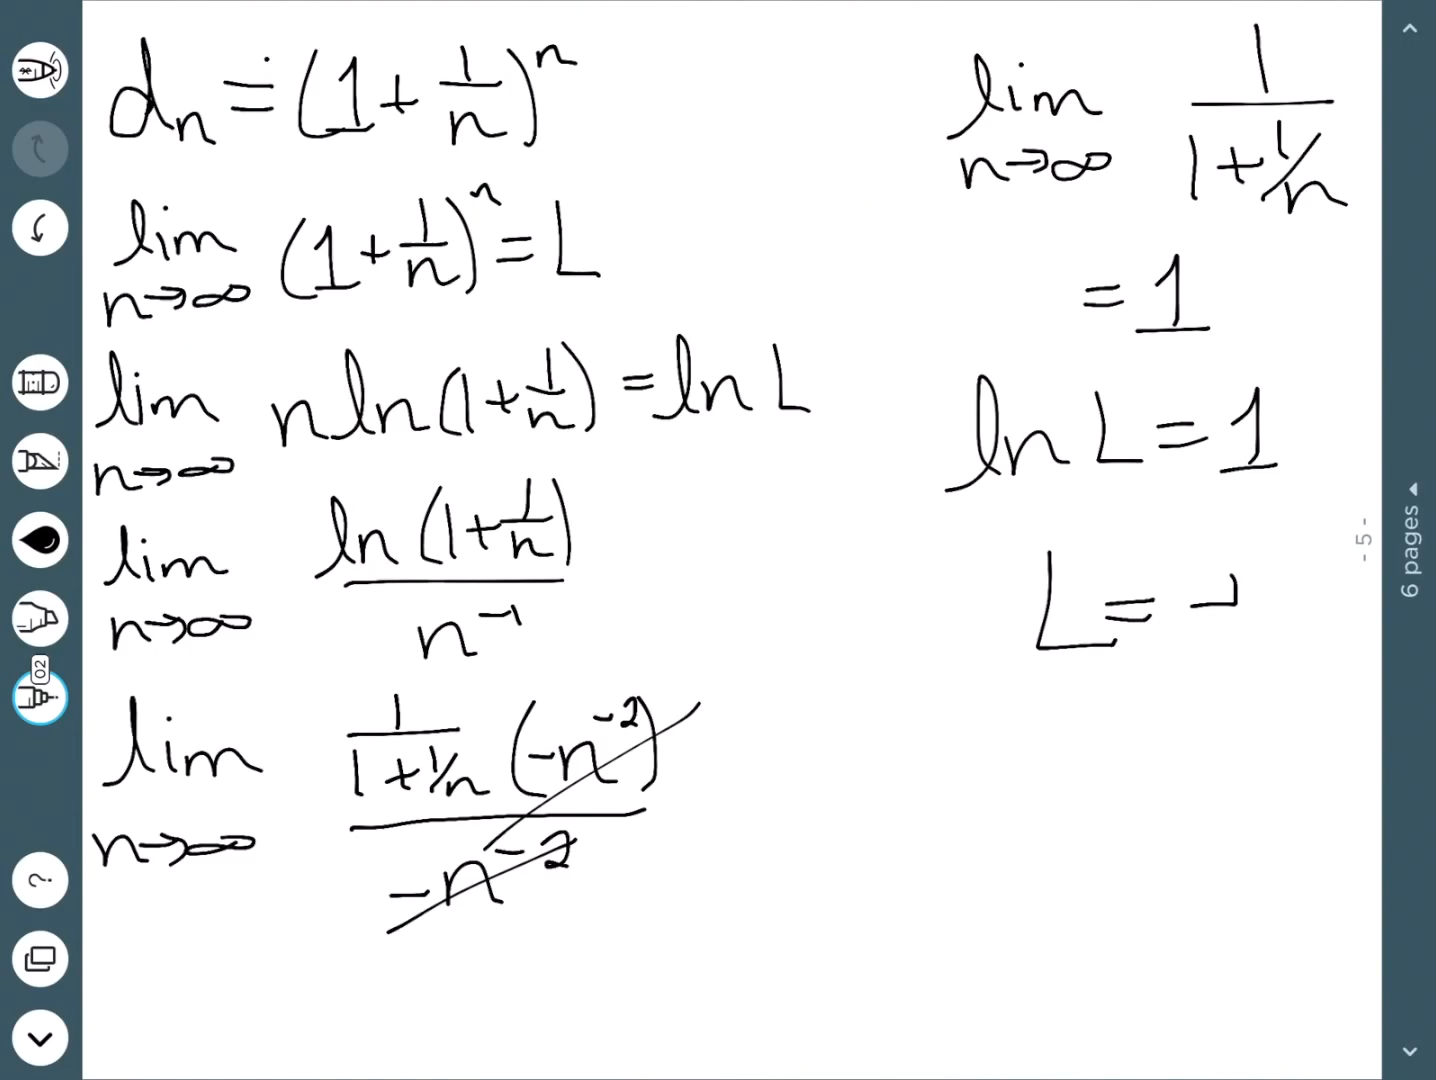 dn = (1 + 1/n)^n
lim n→∞ (1 + 1/n)^n = L
lim n→∞ n ln(1 + 1/n) = ln L
lim n→∞ ln(1 + 1/n) / n^-1
lim n→∞ 1/(1 + 1/n) (-n^-2) / -n^-2
lim n→∞ 1/(1 + 1/n)
= 1
ln L = 1
L =
- 5 -
6 pages
02
?